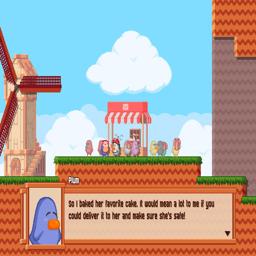 Plum
So I baked her favorite cake. It would mean a lot to me if you
could deliver it to her and make sure she's safe!